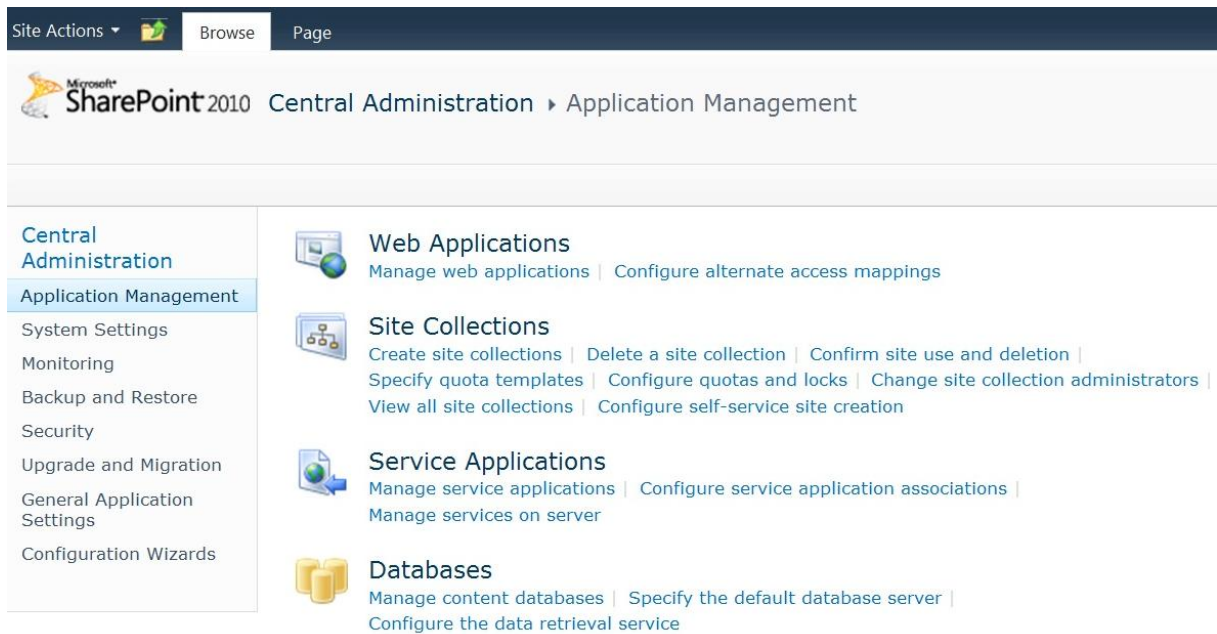 Site Actions Browse Page
Microsoft
SharePoint 2010 Central Administration Application Management
Central
Administration
Application Management
System Settings
Monitoring
Backup and Restore
Security
Upgrade and Migration
General Application
Settings
Configuration Wizards
Web Applications
Manage web applications | Configure alternate access mappings
Site Collections
Create site collections | Delete a site collection | Confirm site use and deletion |
Specify quota templates | Configure quotas and locks | Change site collection administrators |
View all site collections | Configure self-service site creation
Service Applications
Manage service applications | Configure service application associations |
Manage services on server
Databases
Manage content databases | Specify the default database server |
Configure the data retrieval service